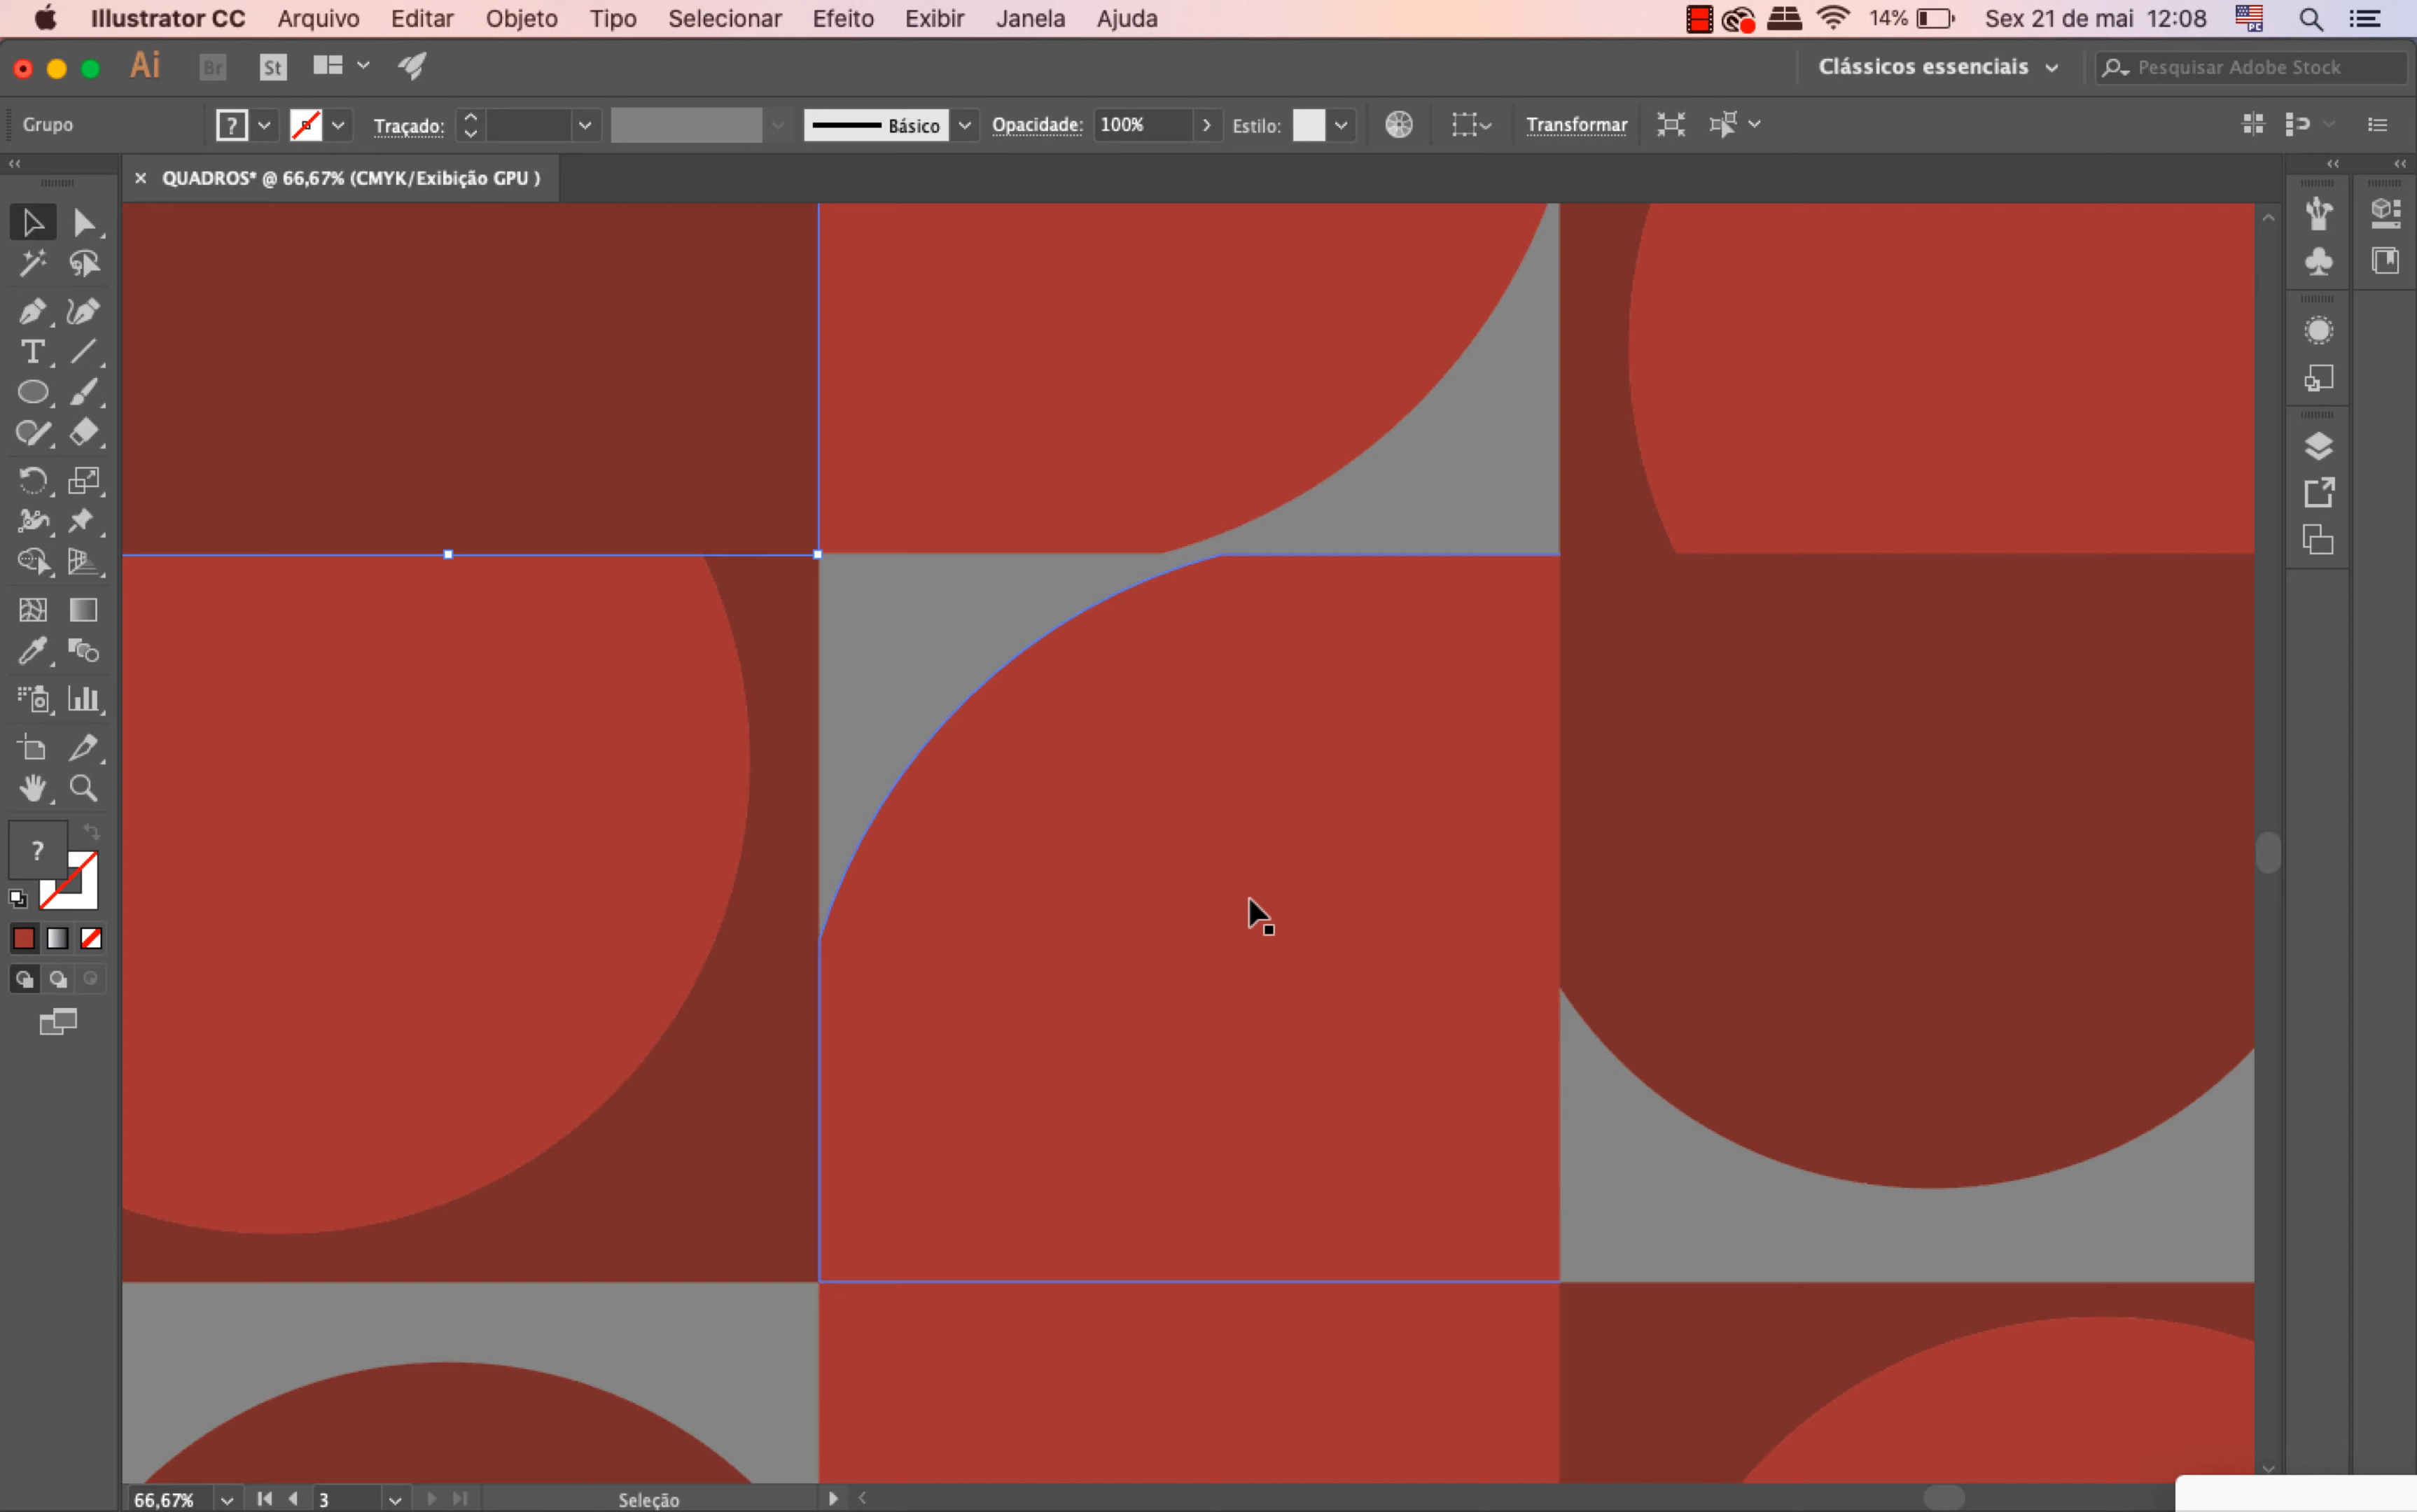 Illustrator CC Arquivo Editar Objeto Tipo Selecionar Efeito Exibir Janela Ajuda 14% Sex 21 de mai 12:08
Ai Br St Clássicos essenciais Pesquisar Adobe Stock
Grupo ? Traçado: Básico Opacidade: 100% Estilo: Transformar
× QUADROS* @ 66,67% (CMYK/Exibição GPU )
?
66,67% 3 Seleção